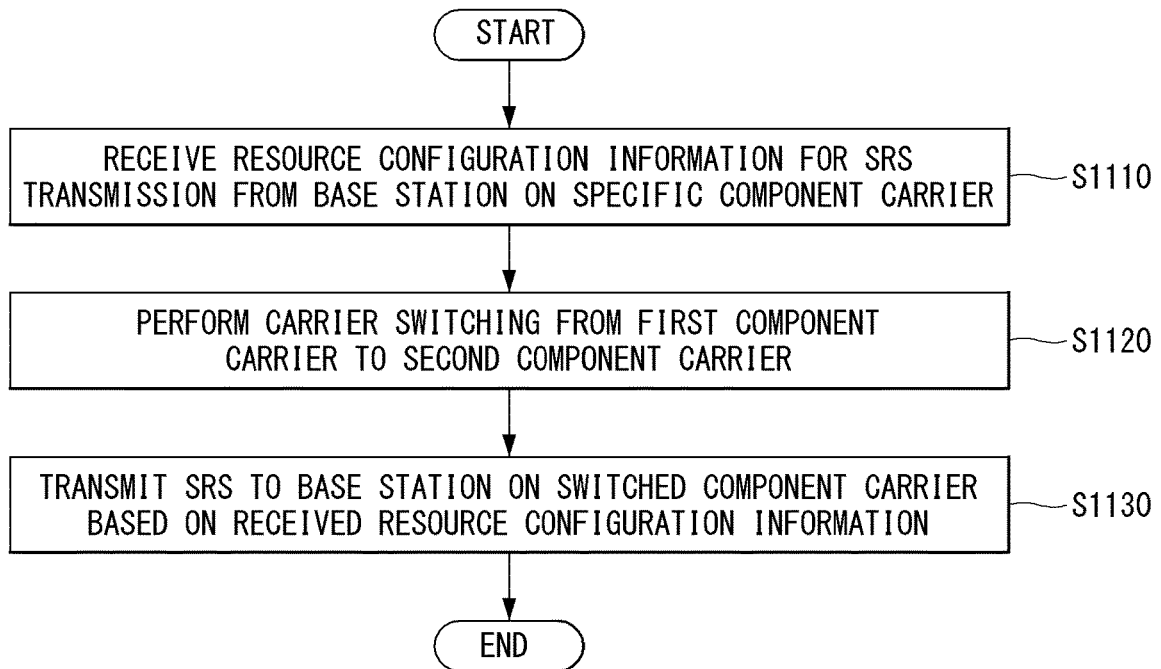 START
RECEIVE RESOURCE CONFIGURATION INFORMATION FOR SRS
TRANSMISSION FROM BASE STATION ON SPECIFIC COMPONENT CARRIER
S1110
PERFORM CARRIER SWITCHING FROM FIRST COMPONENT
CARRIER TO SECOND COMPONENT CARRIER
S1120
TRANSMIT SRS TO BASE STATION ON SWITCHED COMPONENT CARRIER
BASED ON RECEIVED RESOURCE CONFIGURATION INFORMATION
S1130
END